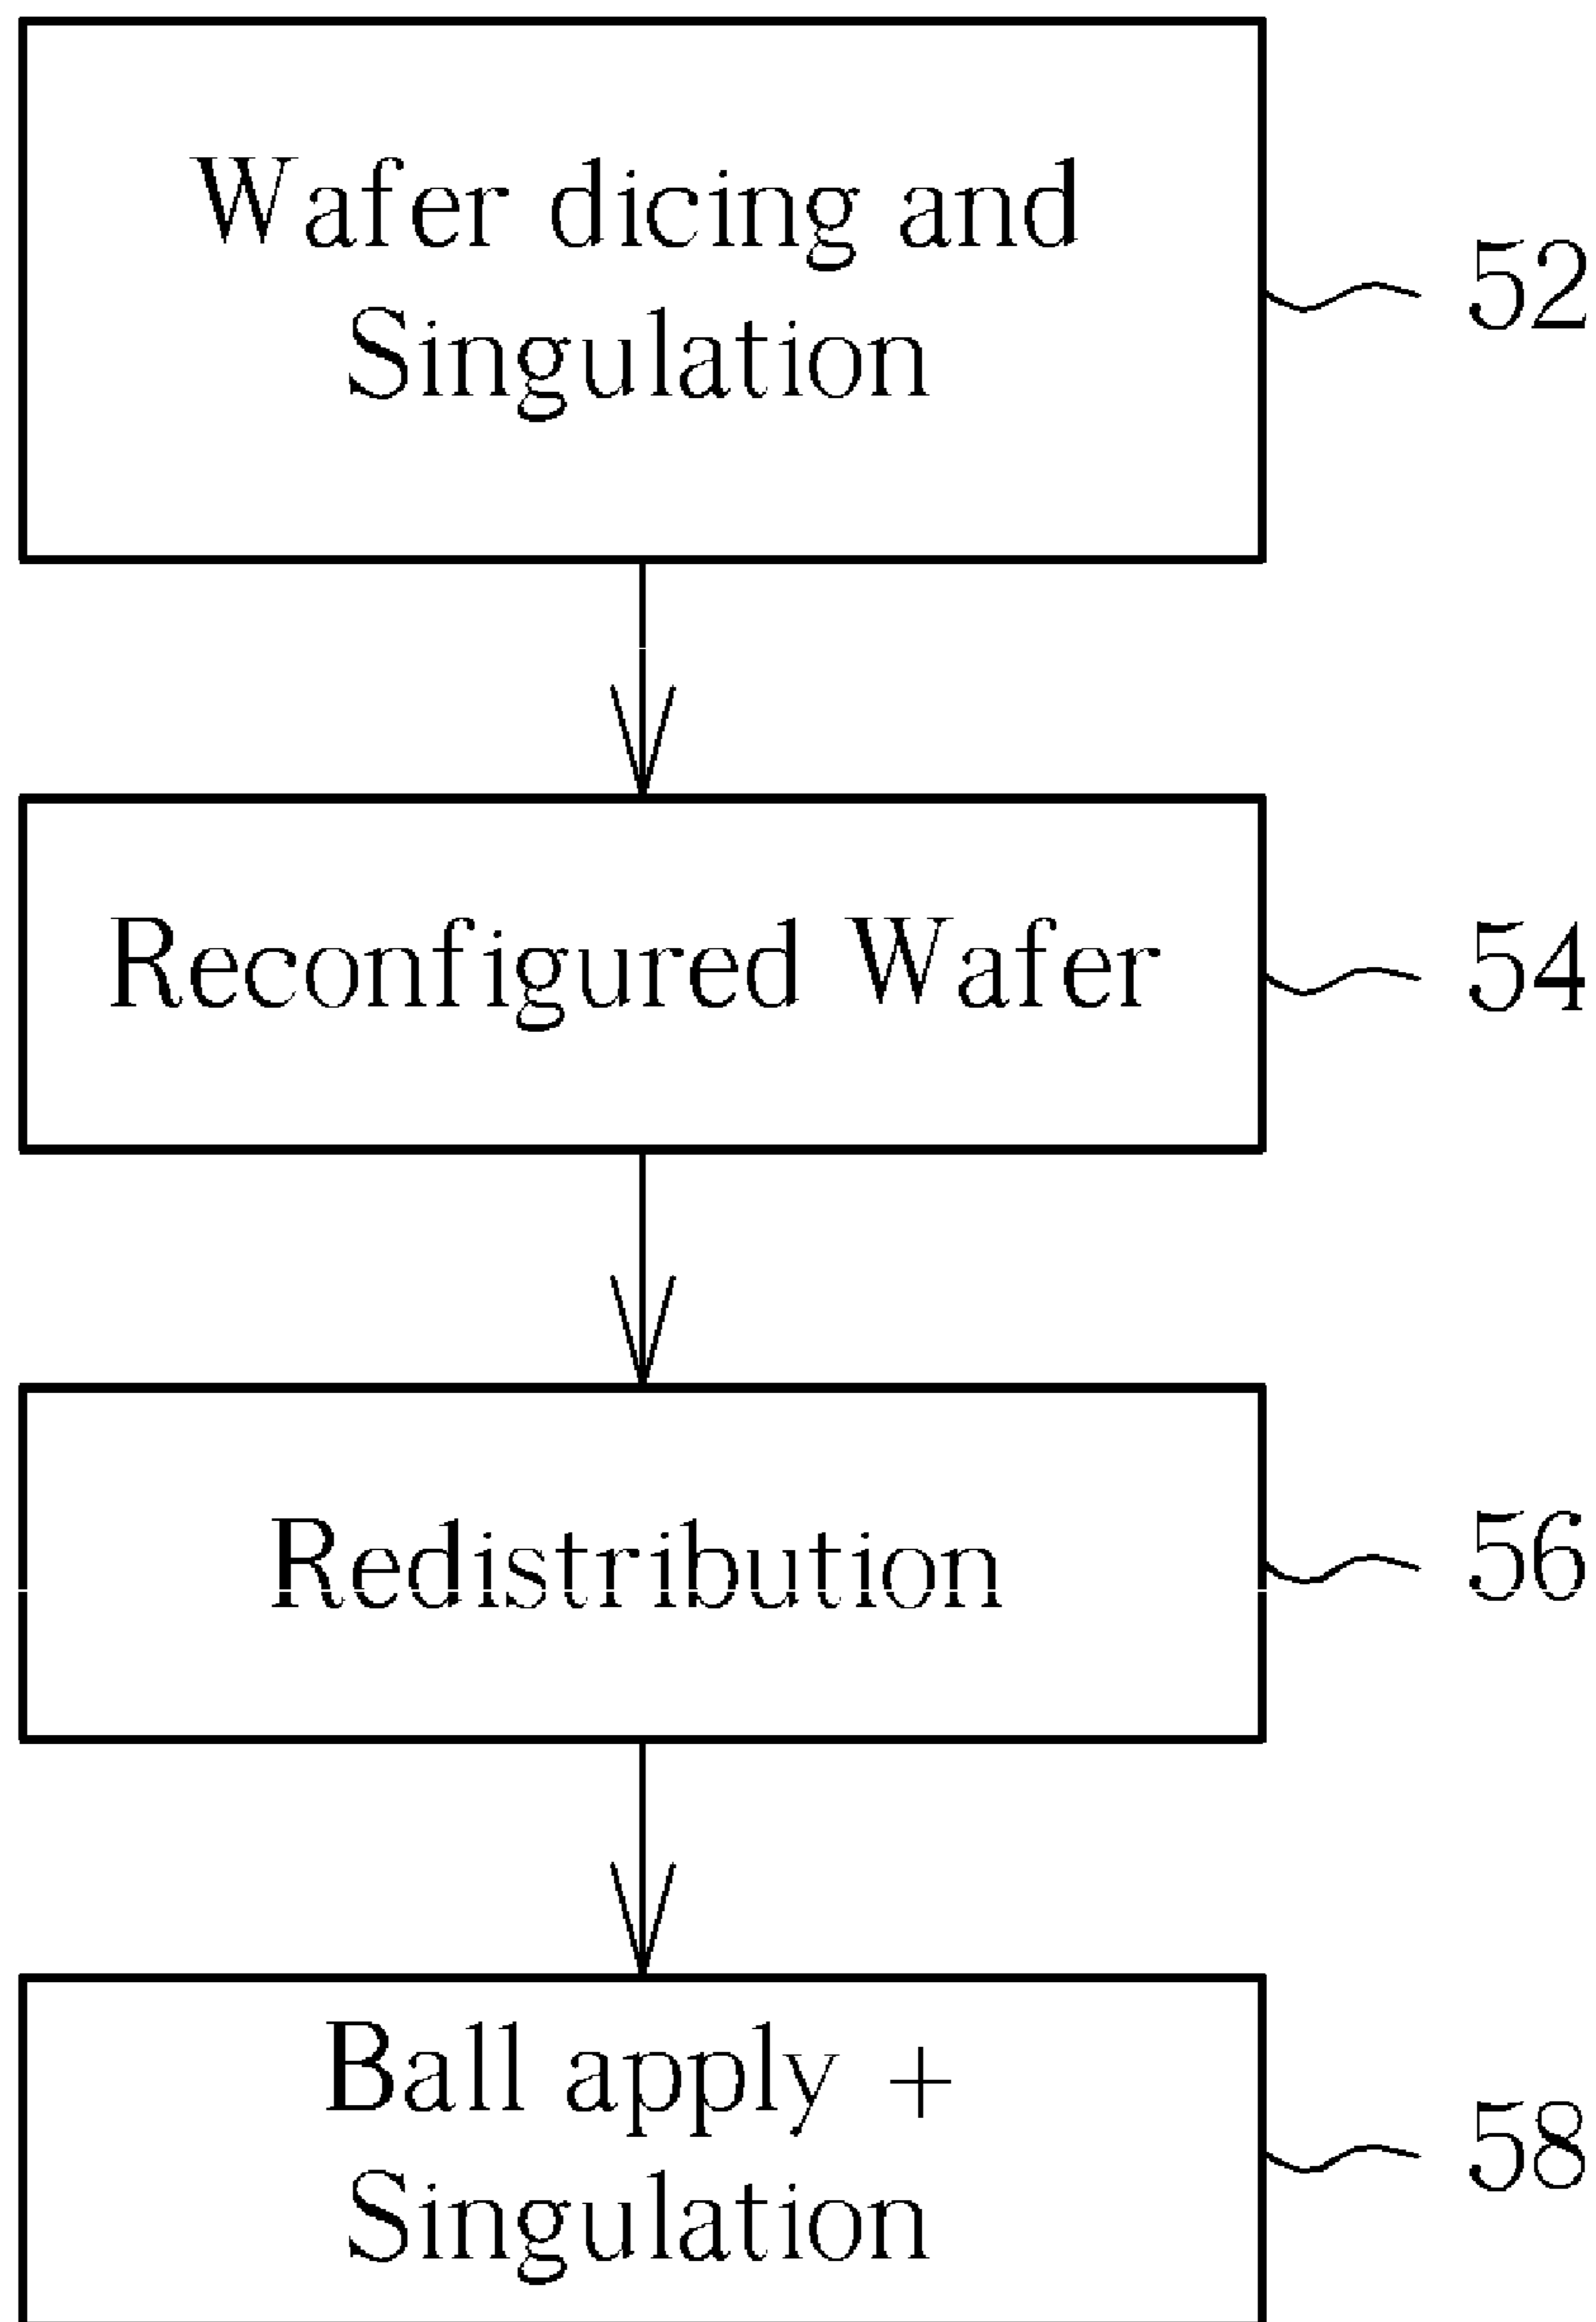 Wafer dicing and
Singulation
52
Reconfigured Wafer
54
Redistribution
56
Ball apply +
Singulation
58